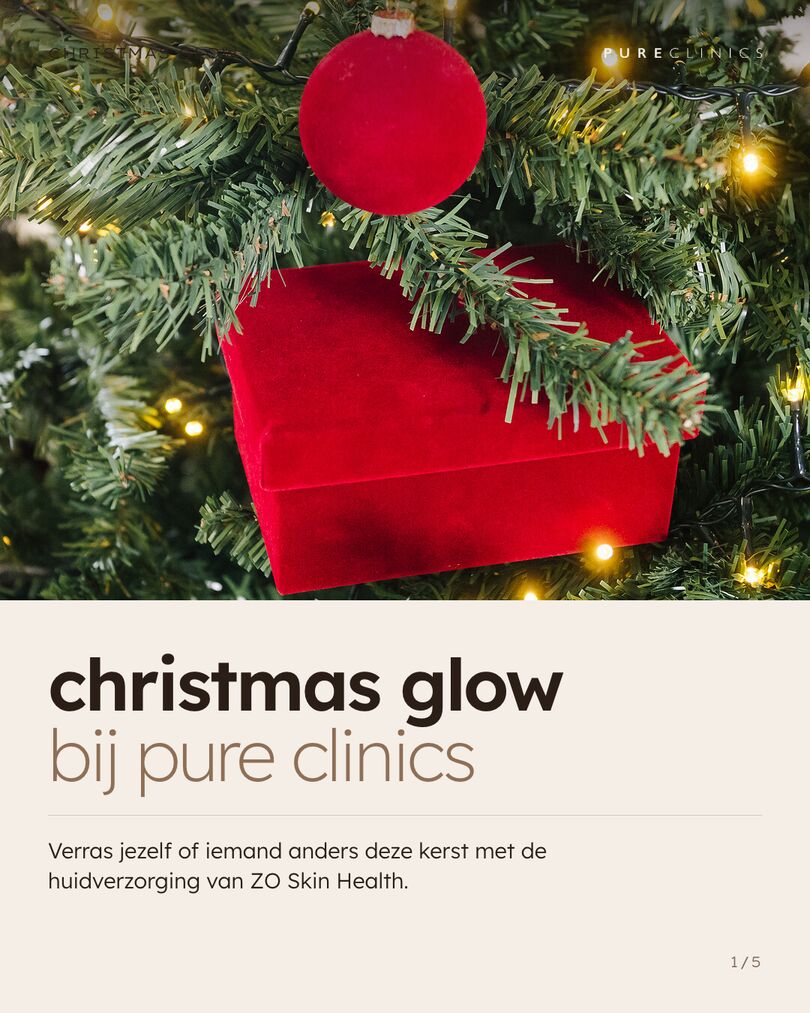 CHRISTMAS
PURECLINICS
christmas glow
bij pure clinics
Verras jezelf of iemand anders deze kerst met de
huidverzorging van ZO Skin Health.
1/5